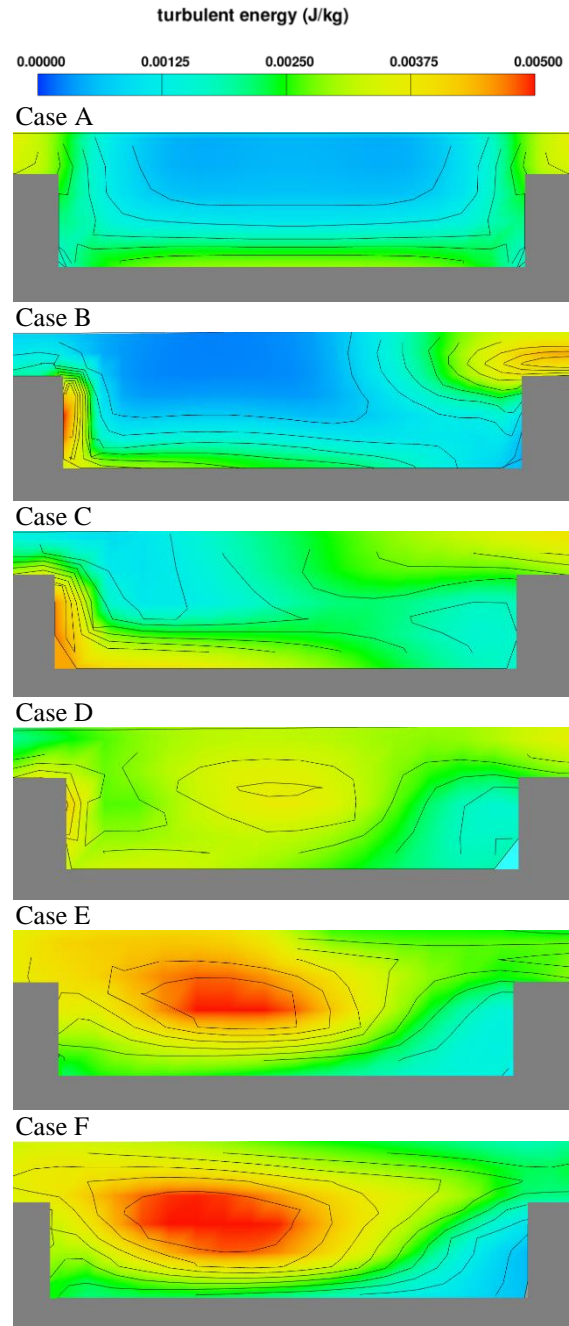 turbulent energy (J/kg)
0.00000 0.00125 0.00250 0.00375 0.00500
Case A
Case B
Case C
Case D
Case E
Case F